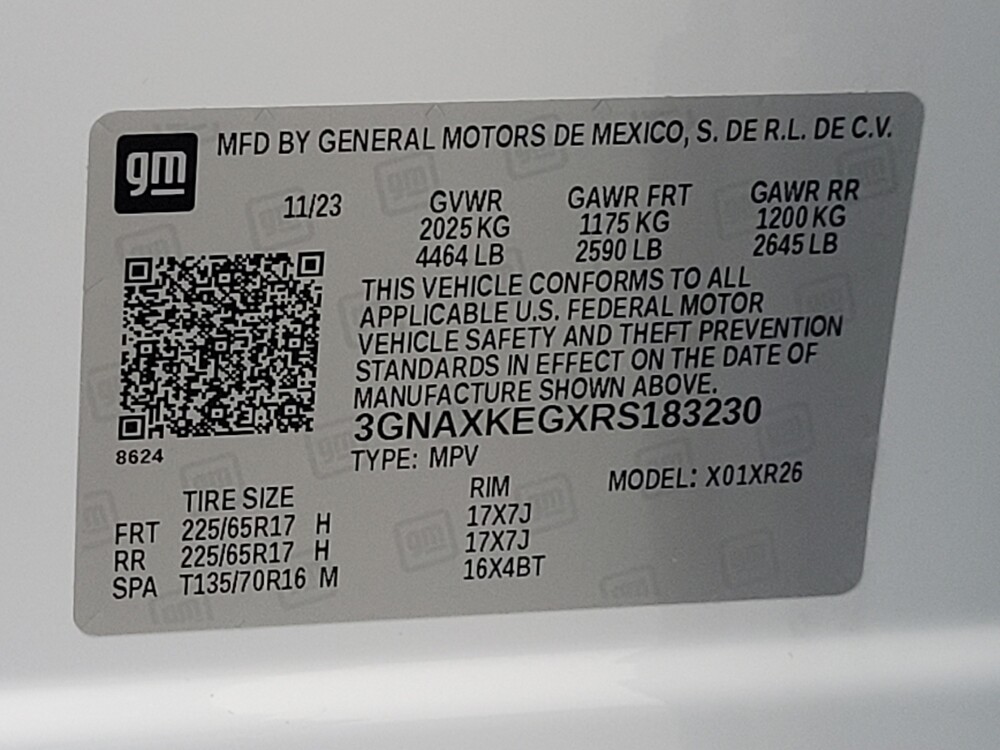 gm MFD BY GENERAL MOTORS DE MEXICO, S. DE R.L. DE C.V.
11/23 GVWR GAWR FRT GAWR RR
2025 KG 1175 KG 1200 KG
4464 LB 2590 LB 2645 LB
THIS VEHICLE CONFORMS TO ALL
APPLICABLE U.S. FEDERAL MOTOR
VEHICLE SAFETY AND THEFT PREVENTION
STANDARDS IN EFFECT ON THE DATE OF
MANUFACTURE SHOWN ABOVE.
3GNAXKEGXRS183230
8624
TYPE: MPV MODEL: X01XR26
TIRE SIZE RIM
FRT 225/65R17 H 17X7J
RR 225/65R17 H 17X7J
SPA T135/70R16 M 16X4BT